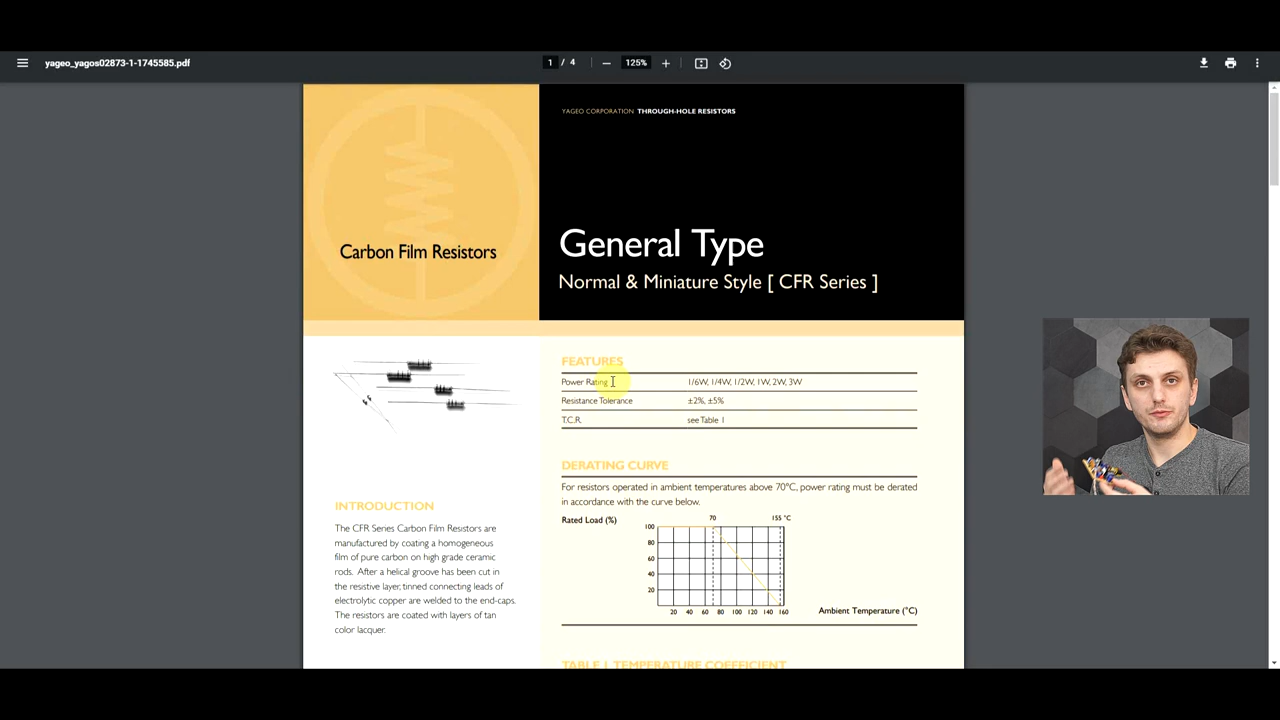 yageo_yagos02873-1-1745585.pdf
1 / 4
125%
YAGEO CORPORATION THROUGH-HOLE RESISTORS
Carbon Film Resistors
General Type
Normal & Miniature Style [ CFR Series ]
FEATURES
Power Rating 1/6W, 1/4W, 1/2W, 1W, 2W, 3W
Resistance Tolerance ±2%, ±5%
T.C.R. see Table 1
DERATING CURVE
For resistors operated in ambient temperatures above 70°C, power rating must be derated
in accordance with the curve below.
Rated Load (%)
70 155 °C
100
80
60
40
20
20 40 60 80 100 120 140 160
Ambient Temperature (°C)
INTRODUCTION
The CFR Series Carbon Film Resistors are
manufactured by coating a homogeneous
film of pure carbon on high grade ceramic
rods. After a helical groove has been cut in
the resistive layer, tinned connecting leads of
electrolytic copper are welded to the end-caps.
The resistors are coated with layers of tan
color lacquer.
TABLE 1 TEMPERATURE COEFFICIENT